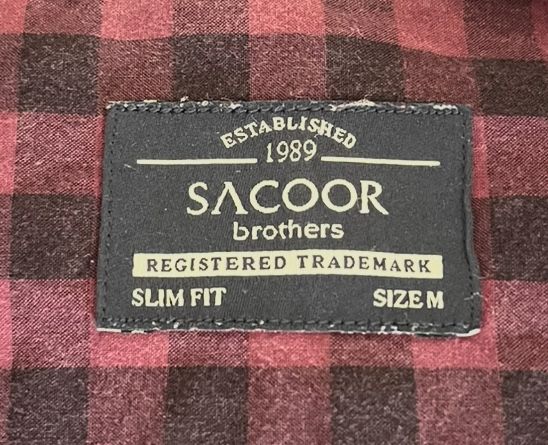 ESTABLISHED
1989
SACOOR
brothers
REGISTERED TRADEMARK
SLIM FIT SIZE M